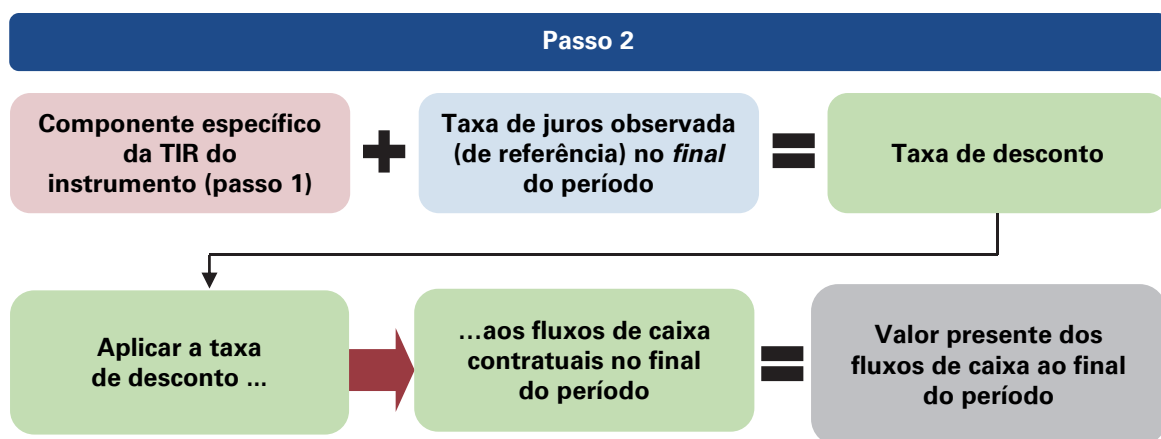 Passo 2
Componente específico
da TIR do
instrumento (passo 1)
+
Taxa de juros observada
(de referência) no final
do período
=
Taxa de desconto
Aplicar a taxa
de desconto ...
...aos fluxos de caixa
contratuais no final
do período
=
Valor presente dos
fluxos de caixa ao final
do período